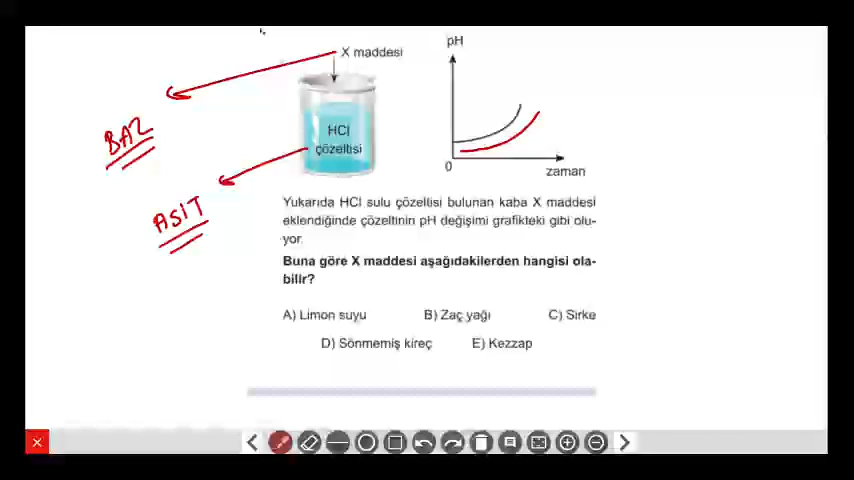 X maddesi
pH
BAZ
HCl
çözeltisi
0
zaman
ASİT
Yukarıda HCl sulu çözeltisi bulunan kaba X maddesi
eklendiğinde çözeltinin pH değişimi grafikteki gibi olu-
yor.
Buna göre X maddesi aşağıdakilerden hangisi ola-
bilir?
A) Limon suyu B) Zaç yağı C) Sirke
D) Sönmemiş kireç E) Kezzap